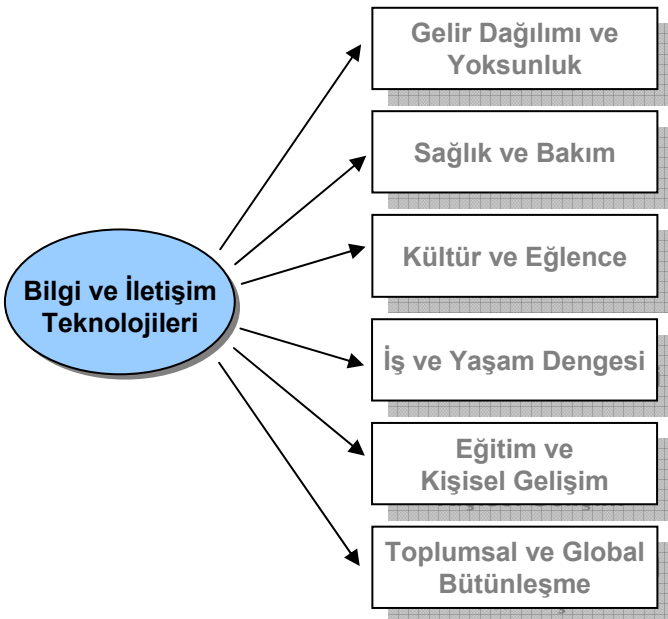 Gelir Dağılımı ve
Yoksunluk
Sağlık ve Bakım
Kültür ve Eğlence
Bilgi ve İletişim
Teknolojileri
İş ve Yaşam Dengesi
Eğitim ve
Kişisel Gelişim
Toplumsal ve Global
Bütünleşme